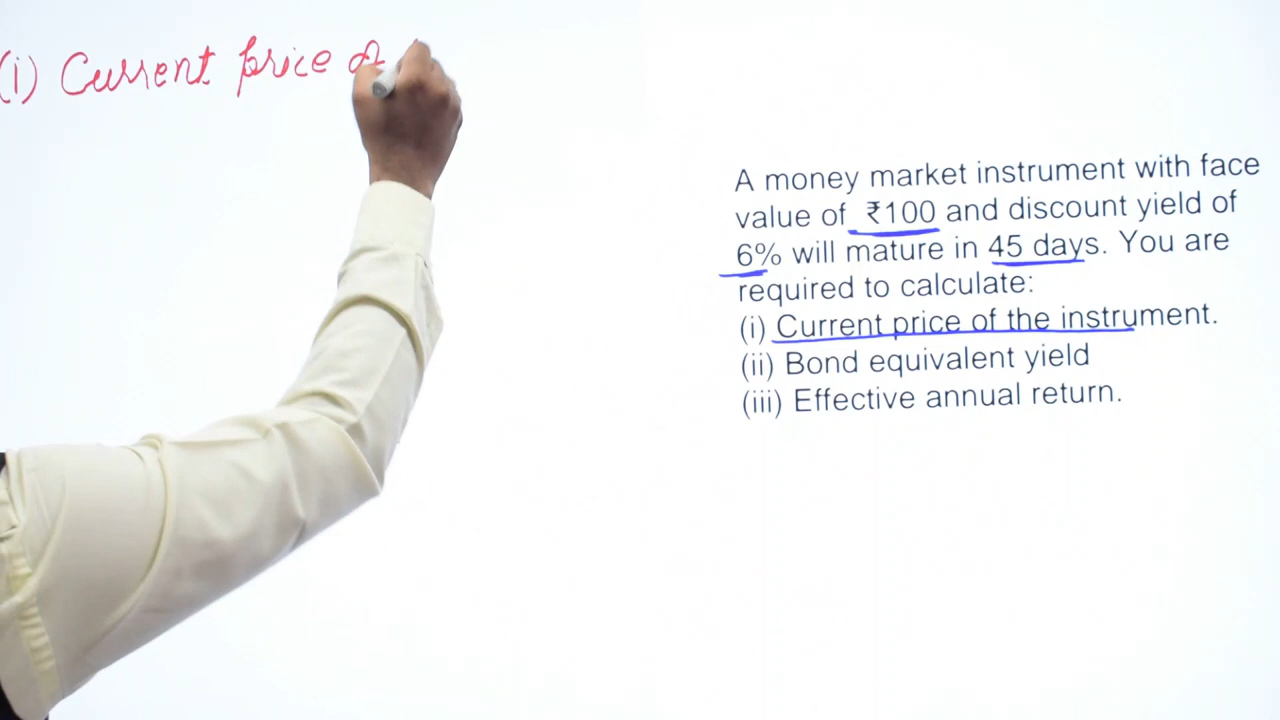 (i) Current price of
A money market instrument with face
value of ₹100 and discount yield of
6% will mature in 45 days. You are
required to calculate:
(i) Current price of the instrument.
(ii) Bond equivalent yield
(iii) Effective annual return.